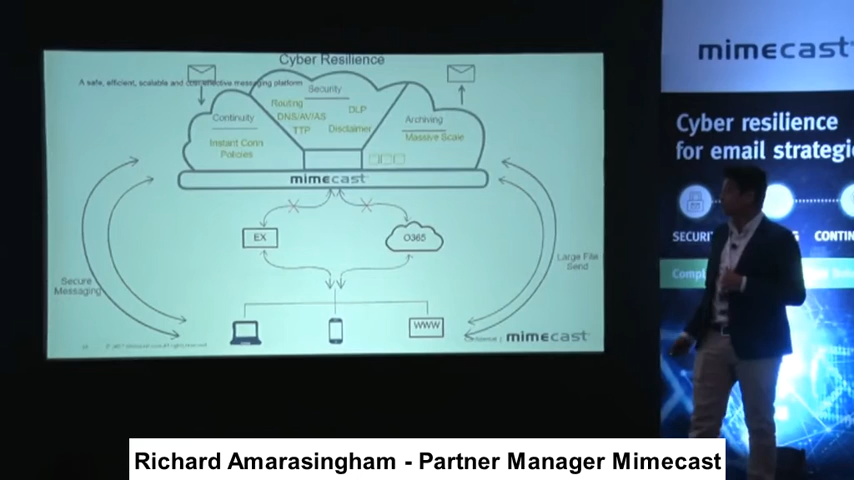 Cyber Resilience
A safe, efficient, scalable and cost effective messaging platform
Continuity
Instant Conn
Policies
Security
Routing
DNS/AV/AS
TTP
DLP
Disclaimer
Archiving
Massive Scale
mimecast
EX
O365
Secure
Messaging
Large File
Send
WWW
mimecast
mimecast
Cyber resilience
for email strategi
SECURI
CONTIN
Richard Amarasingham - Partner Manager Mimecast